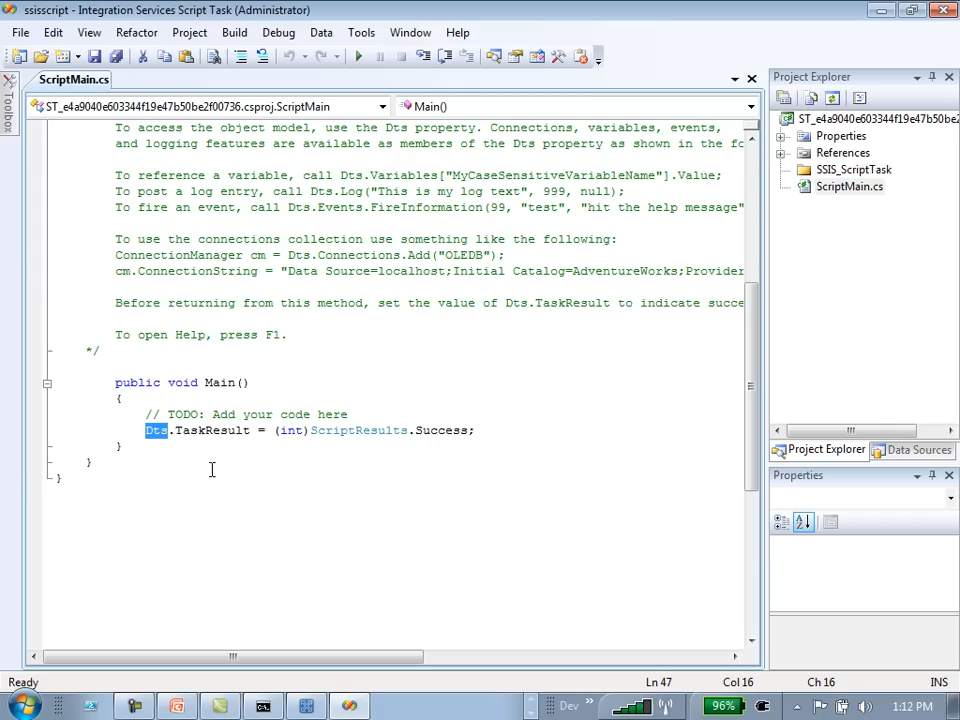 ssisscript - Integration Services Script Task (Administrator)
File Edit View Refactor Project Build Debug Data Tools Window Help
Toolbox
ScriptMain.cs
ST_e4a9040e603344f19e47b50be2f00736.csproj.ScriptMain
Main()
To access the object model, use the Dts property. Connections, variables, events,
and logging features are available as members of the Dts property as shown in the fo
To reference a variable, call Dts.Variables["MyCaseSensitiveVariableName"].Value;
To post a log entry, call Dts.Log("This is my log text", 999, null);
To fire an event, call Dts.Events.FireInformation(99, "test", "hit the help message"
To use the connections collection use something like the following:
ConnectionManager cm = Dts.Connections.Add("OLEDB");
cm.ConnectionString = "Data Source=localhost;Initial Catalog=AdventureWorks;Provider
Before returning from this method, set the value of Dts.TaskResult to indicate succe
To open Help, press F1.
*/
public void Main()
{
// TODO: Add your code here
Dts.TaskResult = (int)ScriptResults.Success;
}
}
}
Project Explorer
ST_e4a9040e603344f19e47b50be2
Properties
References
SSIS_ScriptTask
ScriptMain.cs
Project Explorer Data Sources
Properties
Ready Ln 47 Col 16 Ch 16 INS
Dev » 96% 1:12 PM